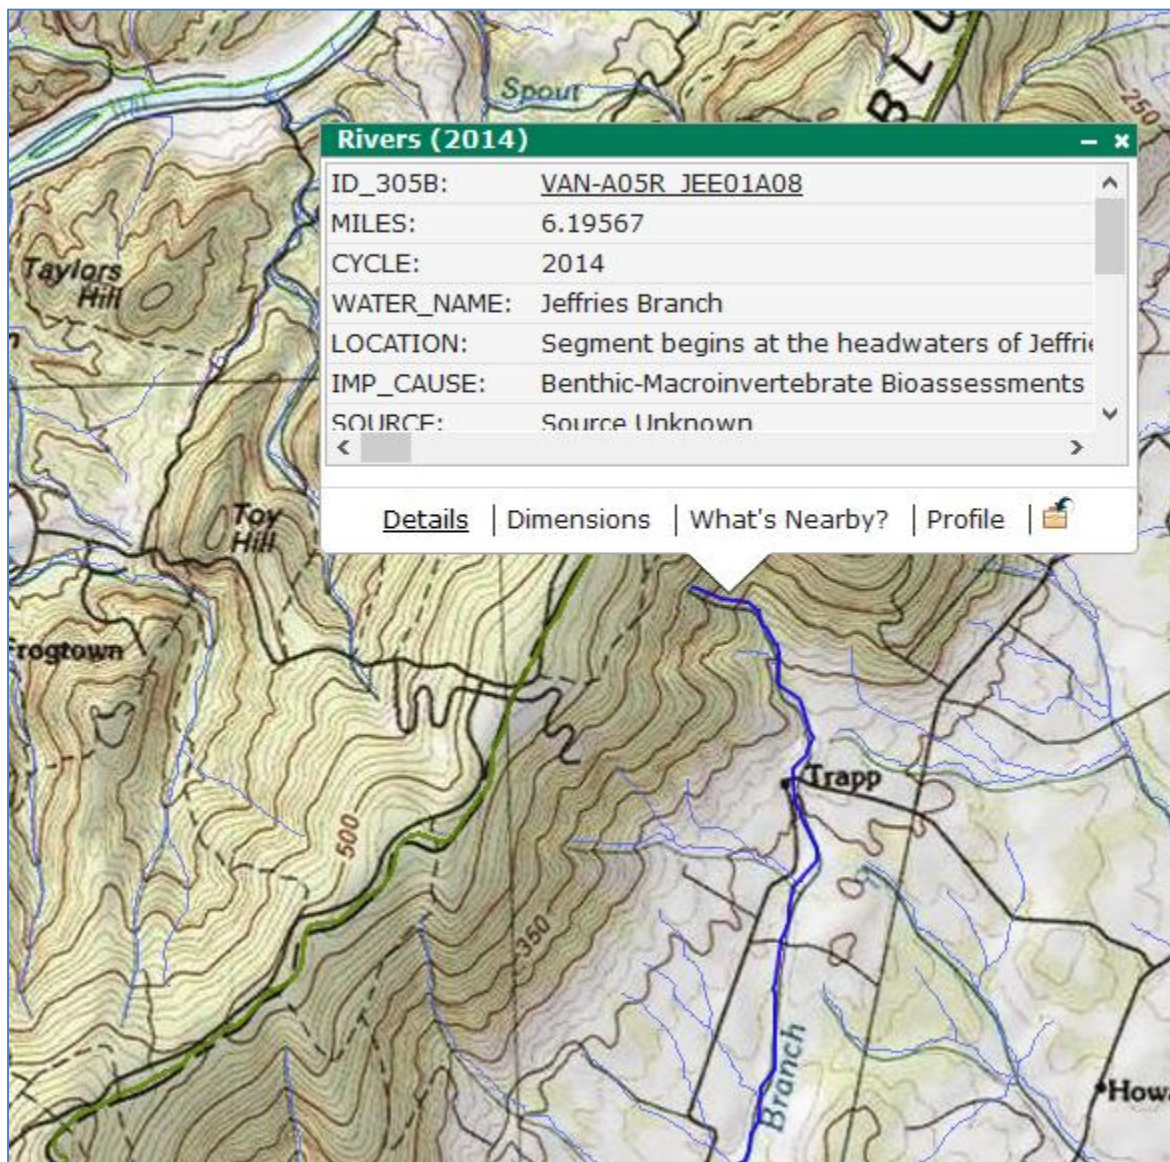 Spout
BLU
250
Rivers (2014)
ID_305B: VAN-A05R_JEE01A08
MILES: 6.19567
CYCLE: 2014
WATER_NAME: Jeffries Branch
LOCATION: Segment begins at the headwaters of Jeffrie
IMP_CAUSE: Benthic-Macroinvertebrate Bioassessments
SOURCE: Source Unknown
Details | Dimensions | What's Nearby? | Profile |
Taylors
Hill
Toy
Hill
Frogtown
Trapp
500
350
Branch
Howa